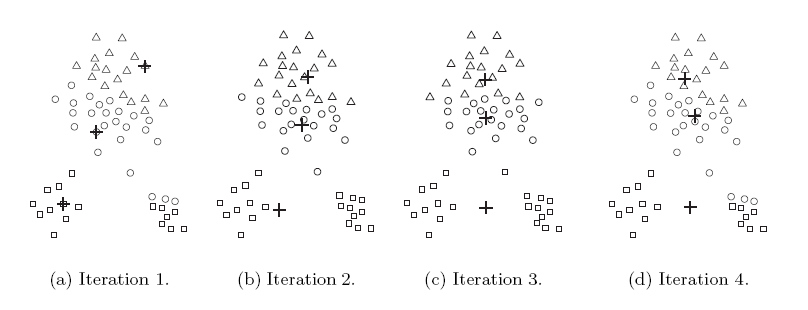 (a) Iteration 1.
(b) Iteration 2.
(c) Iteration 3.
(d) Iteration 4.